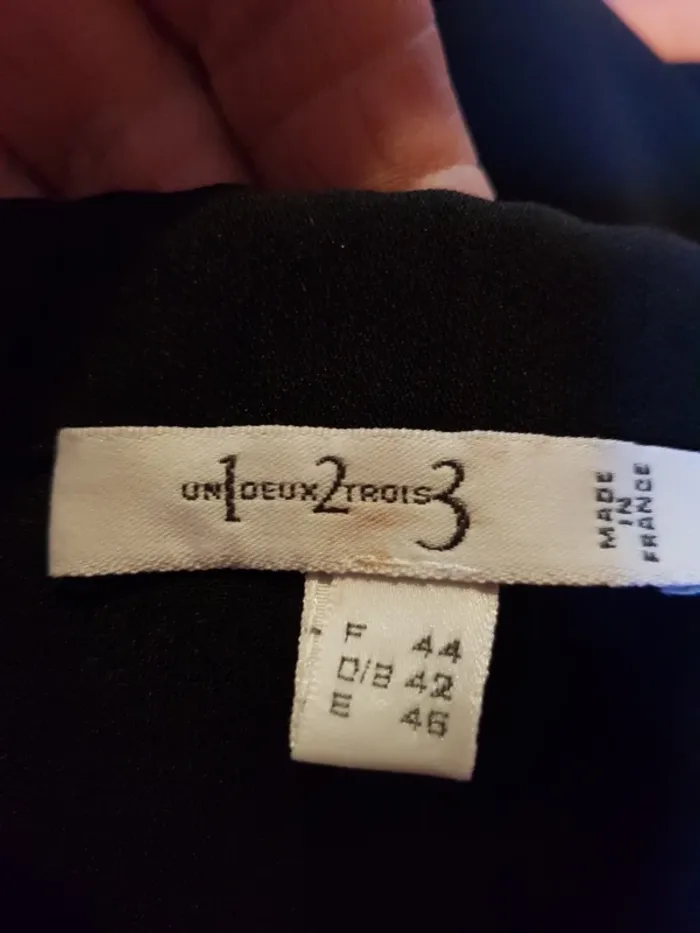 UN1DEUX2TROIS3
MADE
IN
FRANCE
F 44
D/B 42
E 46